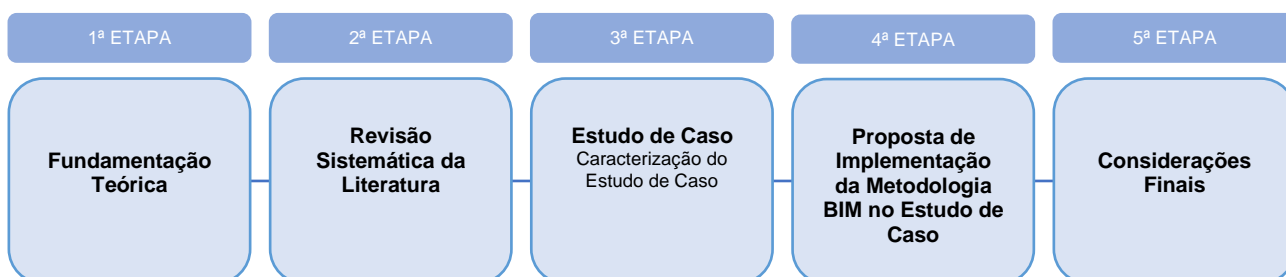 1ª ETAPA
2ª ETAPA
3ª ETAPA
4ª ETAPA
5ª ETAPA
Fundamentação
Teórica
Revisão
Sistemática da
Literatura
Estudo de Caso
Caracterização do
Estudo de Caso
Proposta de
Implementação
da Metodologia
BIM no Estudo de
Caso
Considerações
Finais